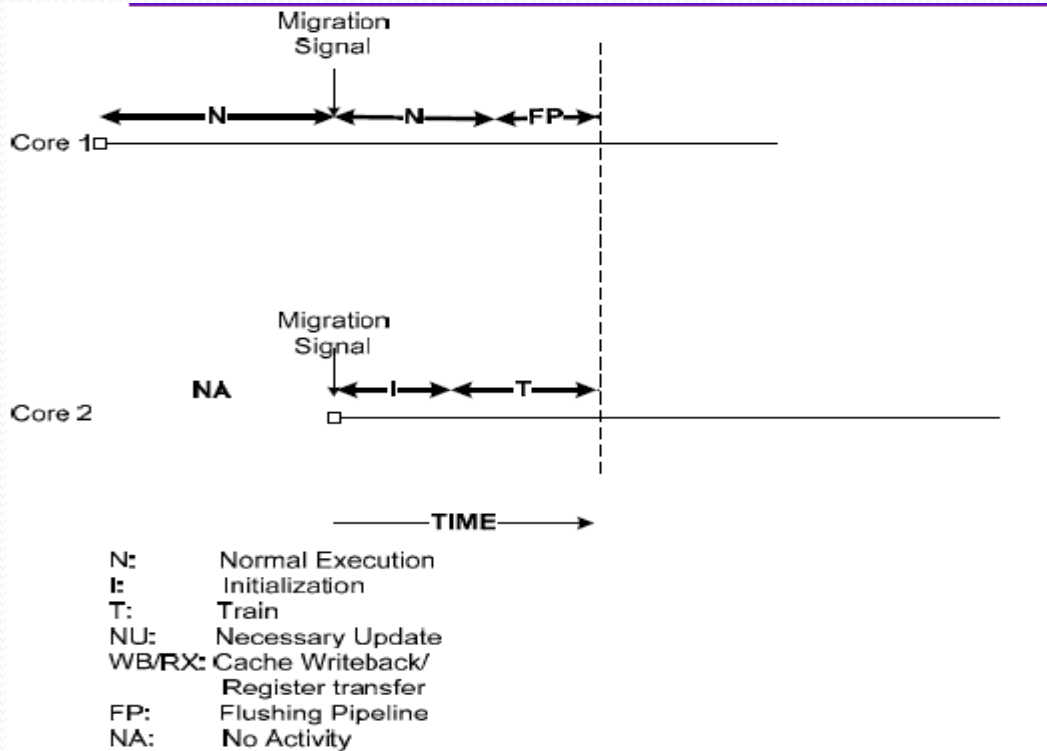 Migration
Signal
N
N
FP
Core 1
Migration
Signal
NA
I
T
Core 2
TIME
N: Normal Execution
I: Initialization
T: Train
NU: Necessary Update
WB/RX: Cache Writeback/
Register transfer
FP: Flushing Pipeline
NA: No Activity